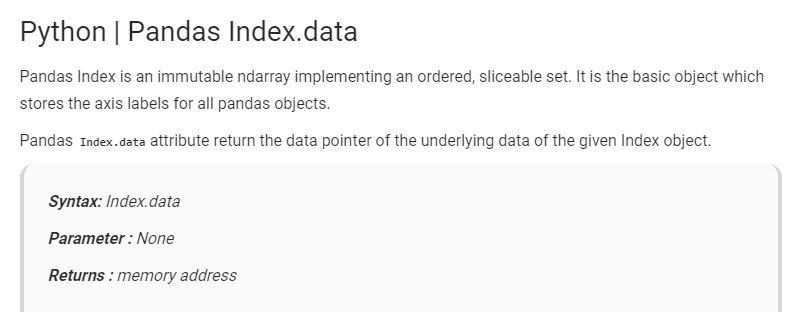 Python | Pandas Index.data
Pandas Index is an immutable ndarray implementing an ordered, sliceable set. It is the basic object which
stores the axis labels for all pandas objects.
Pandas Index.data attribute return the data pointer of the underlying data of the given Index object.
Syntax: Index.data
Parameter : None
Returns : memory address